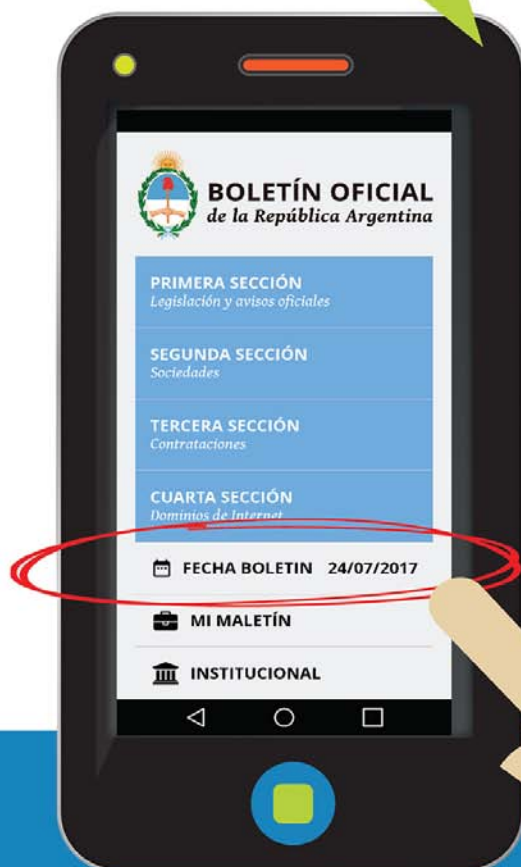 BOLETÍN OFICIAL
de la República Argentina
PRIMERA SECCIÓN
Legislación y avisos oficiales
SEGUNDA SECCIÓN
Sociedades
TERCERA SECCIÓN
Contrataciones
CUARTA SECCIÓN
Dominios de Internet
FECHA BOLETIN 24/07/2017
MI MALETÍN
INSTITUCIONAL